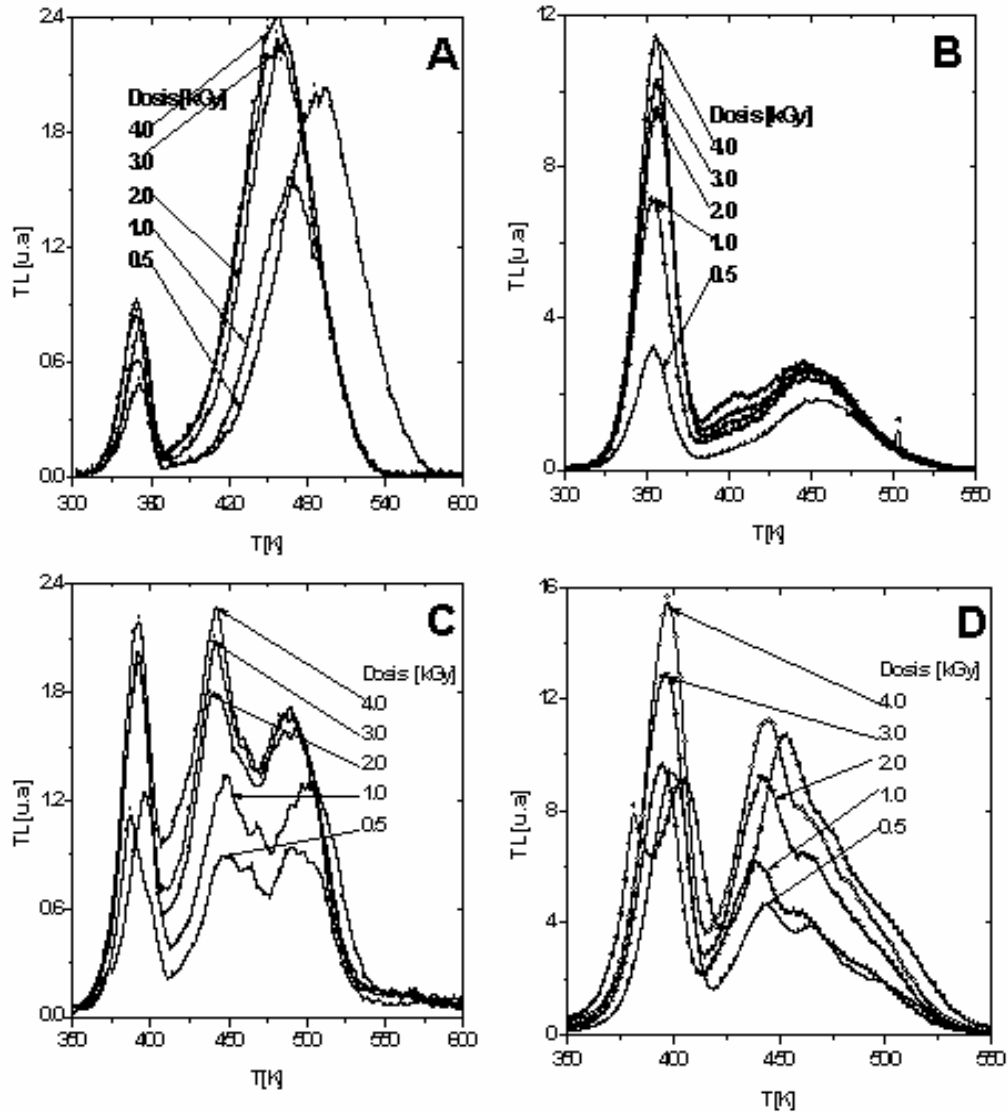 A
2.4
1.8
1.2
0.6
0.0
TL [u.a]
Dosis[kGy]
4.0
3.0
2.0
1.0
0.5
300 360 420 480 540 600
T[K]
B
12
8
4
0
TL [u.a]
Dosis[kGy]
4.0
3.0
2.0
1.0
0.5
300 350 400 450 500 550
T[K]
C
2.4
1.8
1.2
0.6
0.0
TL [u.a]
Dosis [kGy]
4.0
3.0
2.0
1.0
0.5
350 400 450 500 550 600
T[K]
D
16
12
8
4
0
TL [u.a]
Dosis [kGy]
4.0
3.0
2.0
1.0
0.5
350 400 450 500 550
T[K]